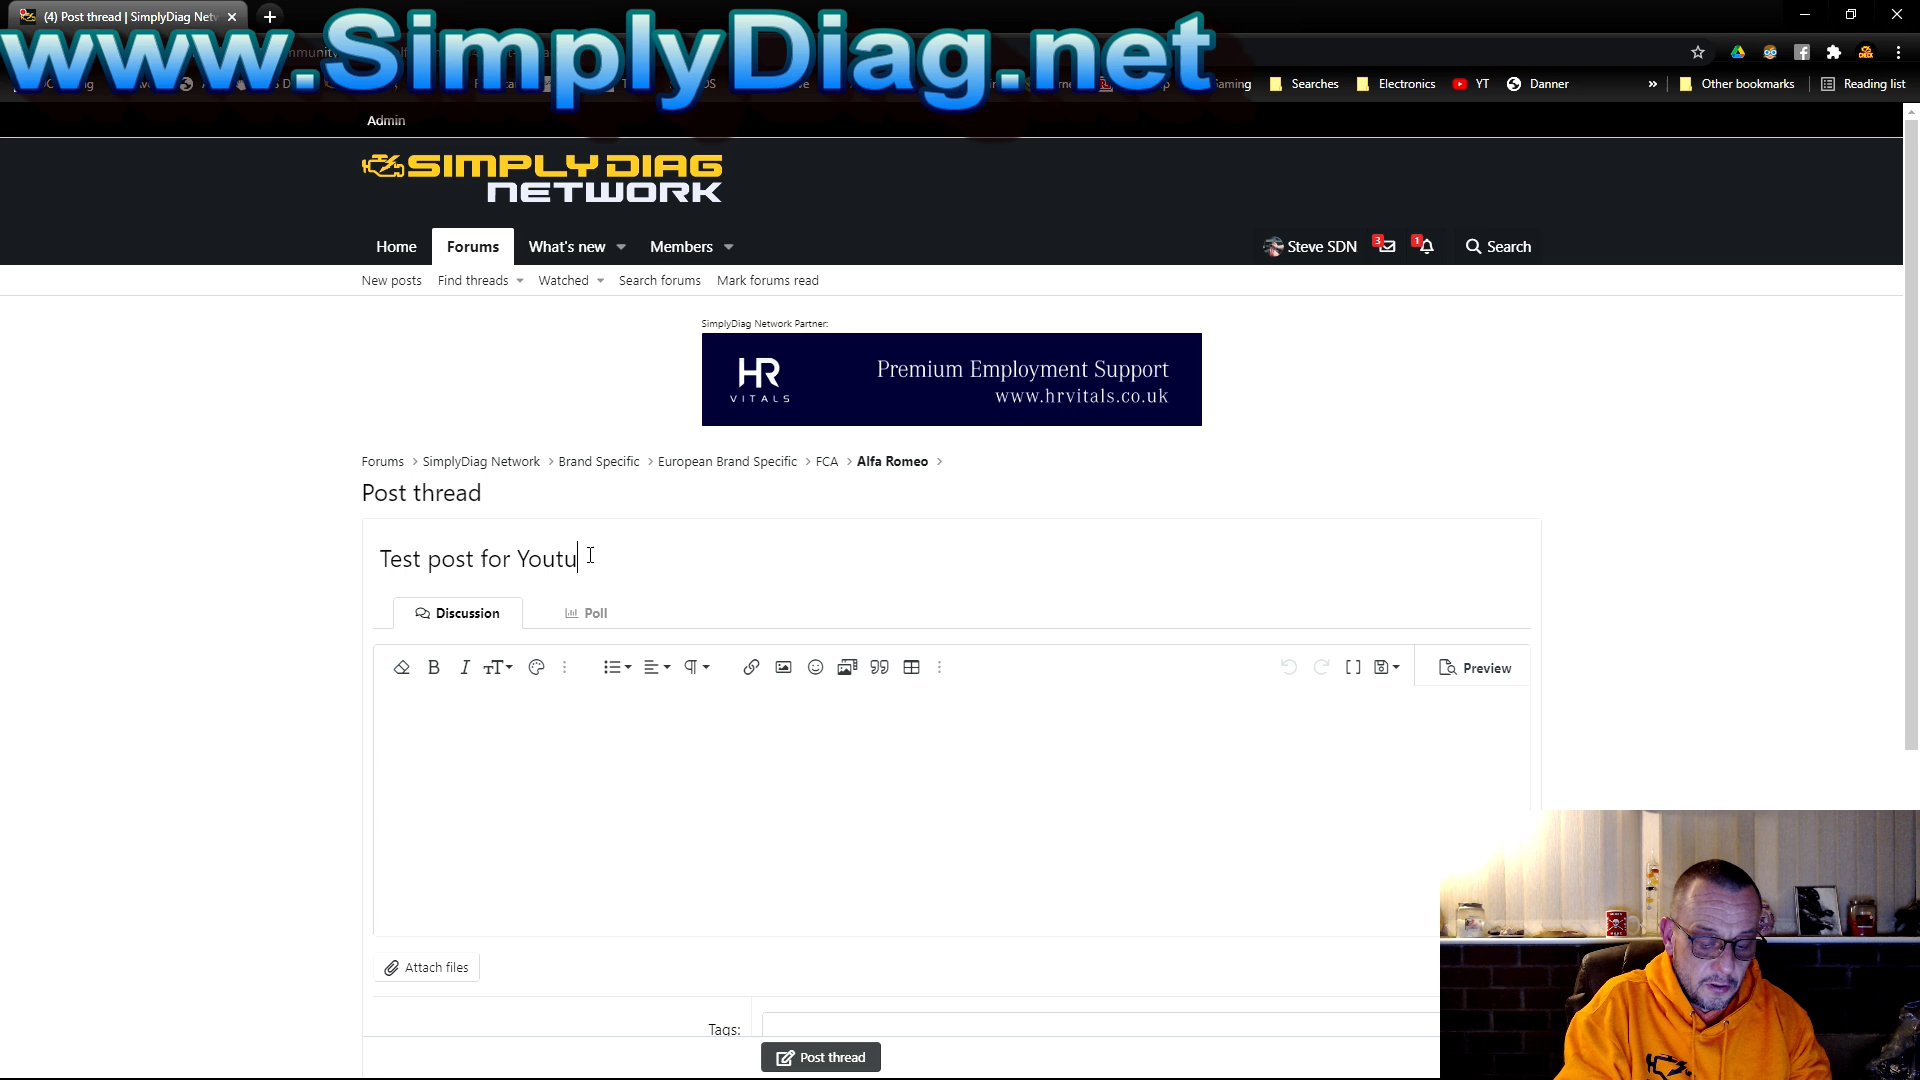 (4) Post thread | SimplyDiag Netw
www.SimplyDiag.net
Searches
Electronics
YT
Danner
»
Other bookmarks
Reading list
Admin
SIMPLY DIAG
NETWORK
Home
Forums
What's new
Members
Steve SDN
3
1
Search
New posts
Find threads
Watched
Search forums
Mark forums read
SimplyDiag Network Partner:
HR
VITALS
Premium Employment Support
www.hrvitals.co.uk
Forums > SimplyDiag Network > Brand Specific > European Brand Specific > FCA > Alfa Romeo >
Post thread
Test post for Youtu
Discussion
Poll
Preview
Attach files
Tags:
Post thread